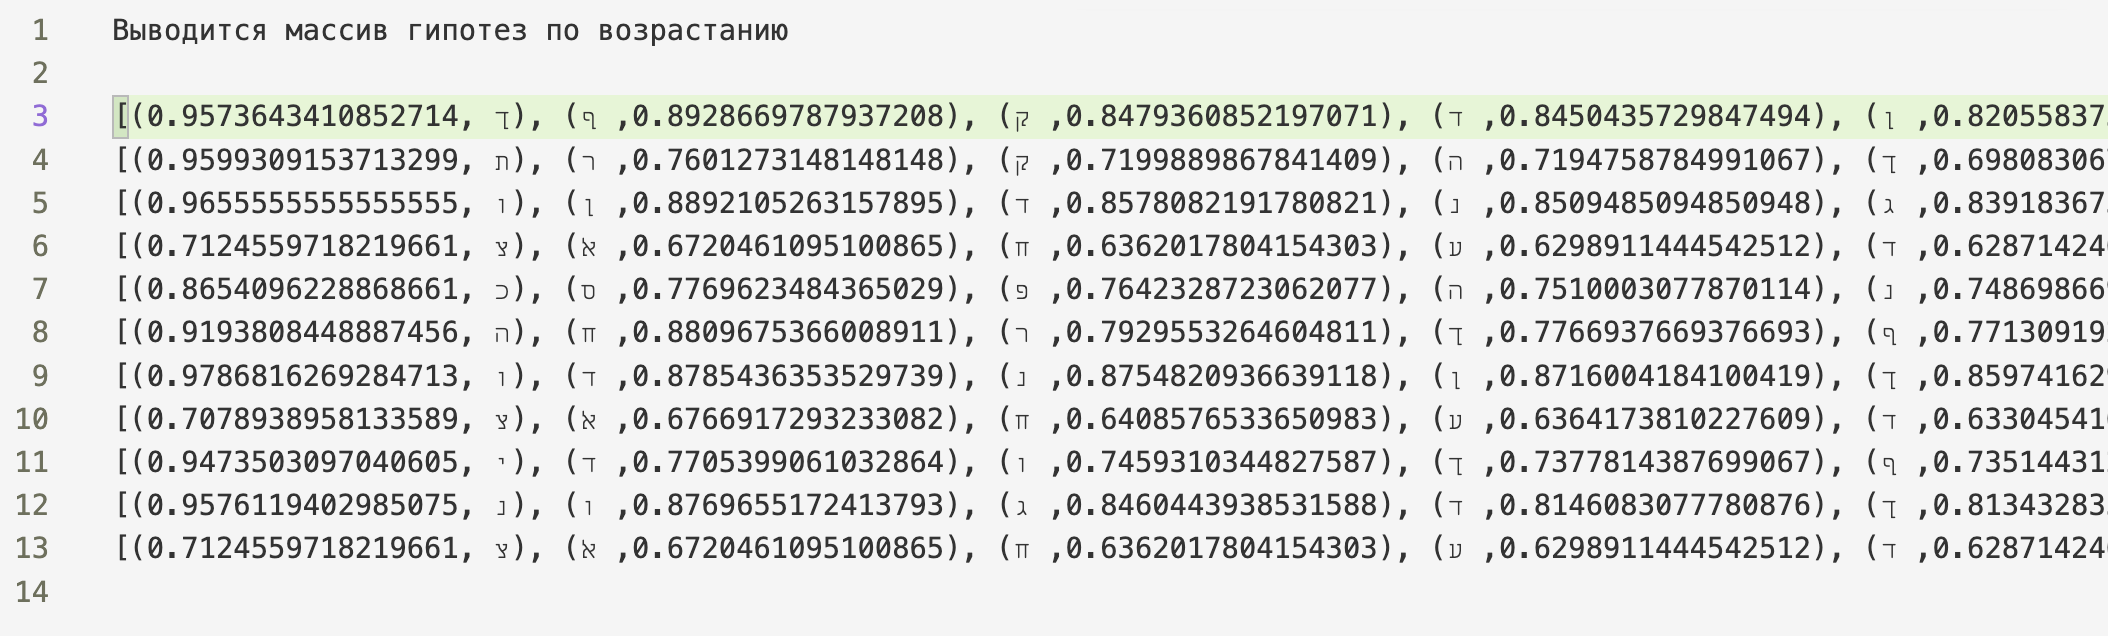 1 Выводится массив гипотез по возрастанию
2
3 [(0.9573643410852714, ך), (ף ,0.8928669787937208), (ק ,0.8479360852197071), (ד ,0.8450435729847494), (ן ,0.82055837
4 [(0.9599309153713299, ת), (ר ,0.7601273148148148), (ק ,0.7199889867841409), (ה ,0.7194758784991067), (ך ,0.69808306
5 [(0.9655555555555555, ו), (ן ,0.8892105263157895), (ד ,0.8578082191780821), (נ ,0.8509485094850948), (ג ,0.83918367
6 [(0.7124559718219661, צ), (א ,0.6720461095100865), (ח ,0.6362017804154303), (ע ,0.6298911444542512), (ד ,0.62871424
7 [(0.8654096228868661, כ), (ס ,0.7769623484365029), (פ ,0.7642328723062077), (ה ,0.7510003077870114), (נ ,0.74869866
8 [(0.9193808448887456, ה), (ח ,0.8809675366008911), (ר ,0.7929553264604811), (ך ,0.7766937669376693), (ף ,0.77130919
9 [(0.9786816269284713, ו), (ד ,0.8785436353529739), (נ ,0.8754820936639118), (ן ,0.8716004184100419), (ך ,0.85974162
10 [(0.7078938958133589, צ), (א ,0.6766917293233082), (ח ,0.6408576533650983), (ע ,0.6364173810227609), (ד ,0.63304541
11 [(0.9473503097040605, י), (ד ,0.7705399061032864), (ו ,0.7459310344827587), (ך ,0.7377814387699067), (ף ,0.73514431
12 [(0.9576119402985075, נ), (ו ,0.8769655172413793), (ג ,0.8460443938531588), (ד ,0.8146083077780876), (ך ,0.81343283
13 [(0.7124559718219661, צ), (א ,0.6720461095100865), (ח ,0.6362017804154303), (ע ,0.6298911444542512), (ד ,0.62871424
14